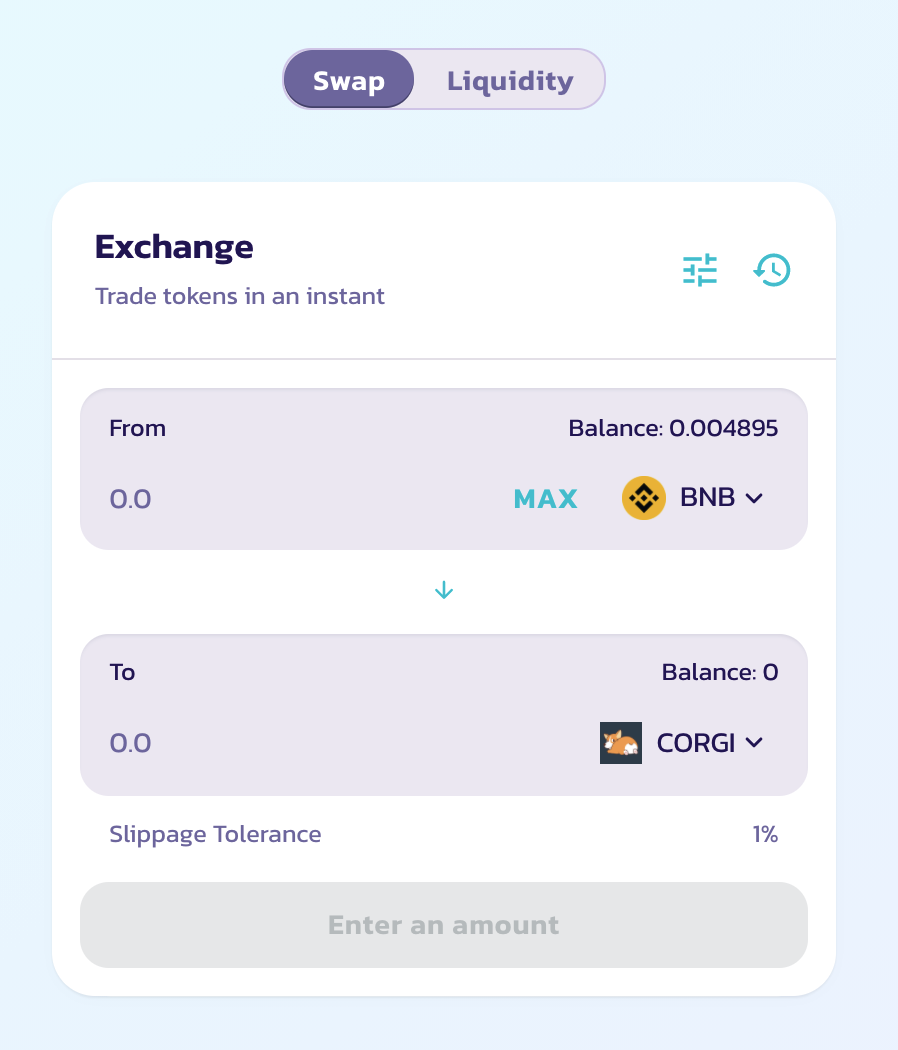 Swap Liquidity
Exchange
Trade tokens in an instant
From Balance: 0.004895
0.0 MAX BNB
To Balance: 0
0.0 CORGI
Slippage Tolerance 1%
Enter an amount